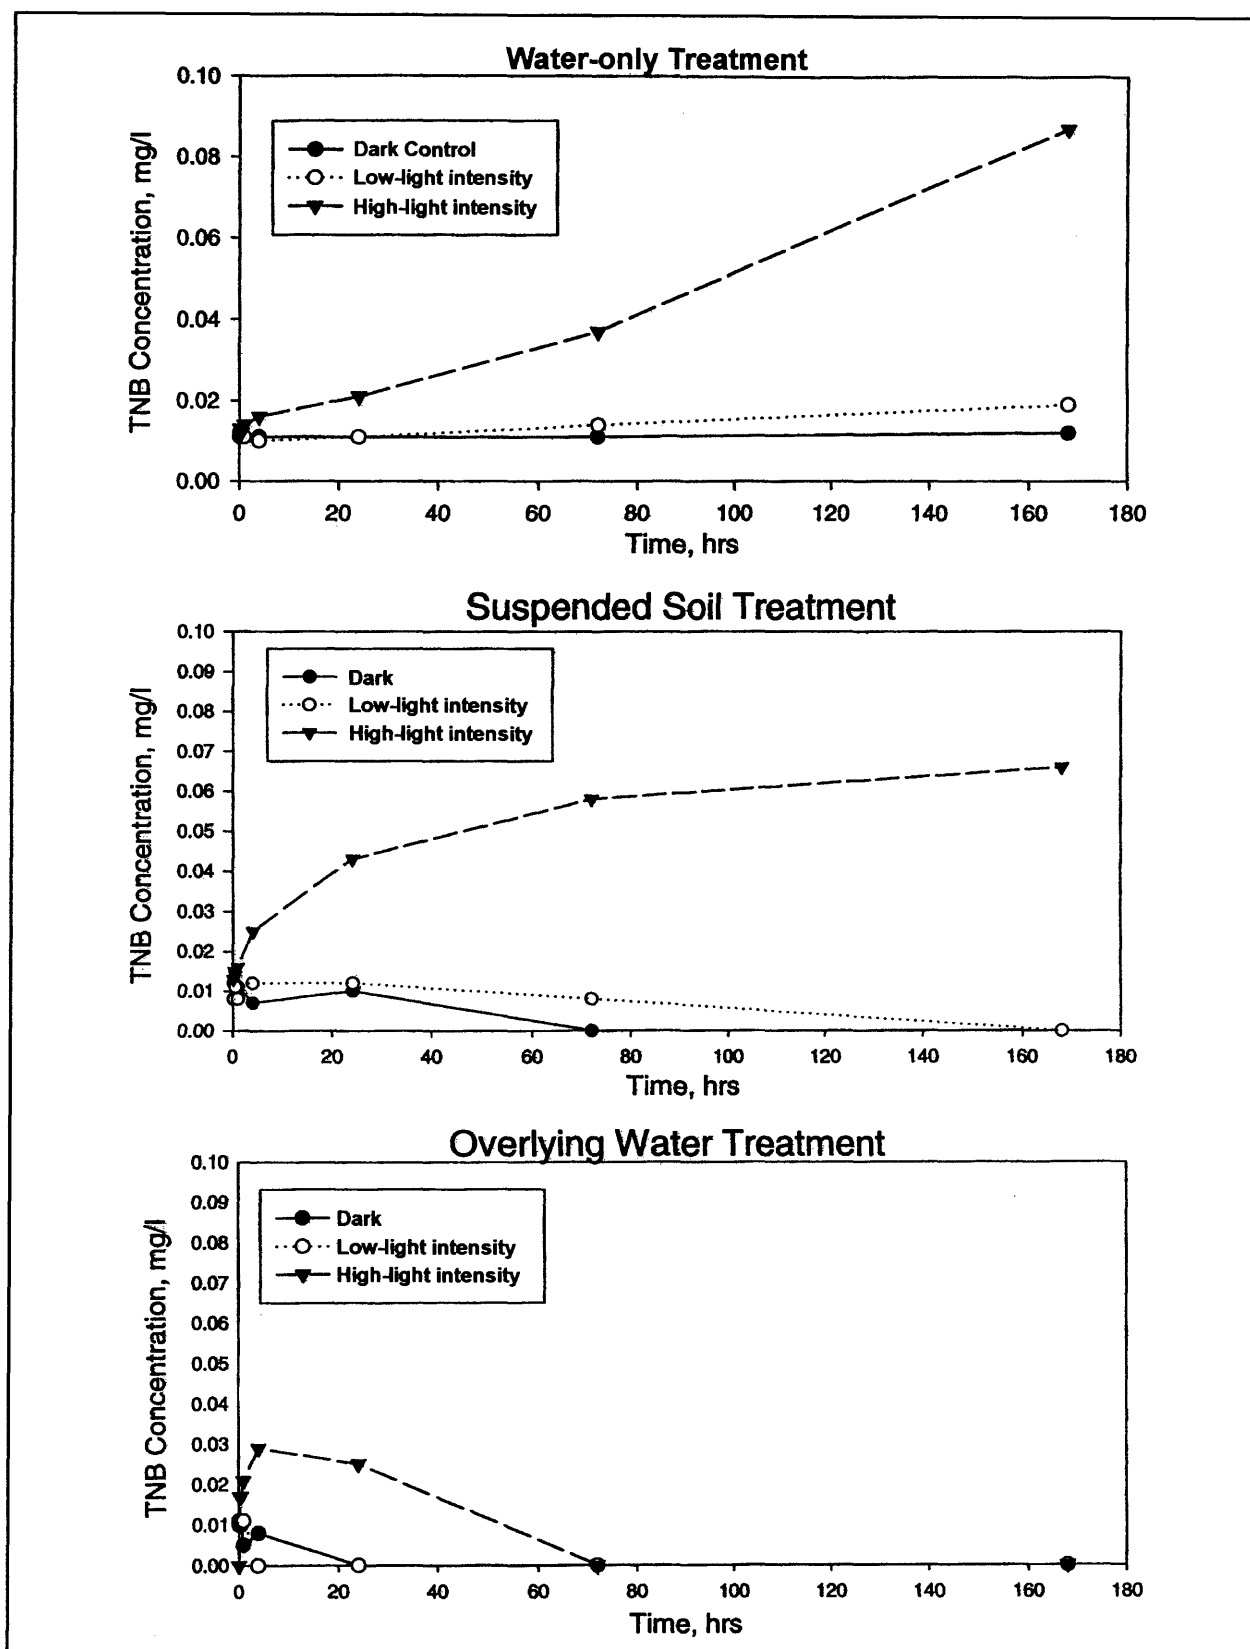 Water-only Treatment
TNB Concentration, mg/l
0.10
0.08
0.06
0.04
0.02
0.00
Dark Control
Low-light intensity
High-light intensity
0 20 40 60 80 100 120 140 160 180
Time, hrs
Suspended Soil Treatment
TNB Concentration, mg/l
0.10
0.09
0.08
0.07
0.06
0.05
0.04
0.03
0.02
0.01
0.00
Dark
Low-light intensity
High-light intensity
0 20 40 60 80 100 120 140 160 180
Time, hrs
Overlying Water Treatment
TNB Concentration, mg/l
0.10
0.09
0.08
0.07
0.06
0.05
0.04
0.03
0.02
0.01
0.00
Dark
Low-light intensity
High-light intensity
0 20 40 60 80 100 120 140 160 180
Time, hrs